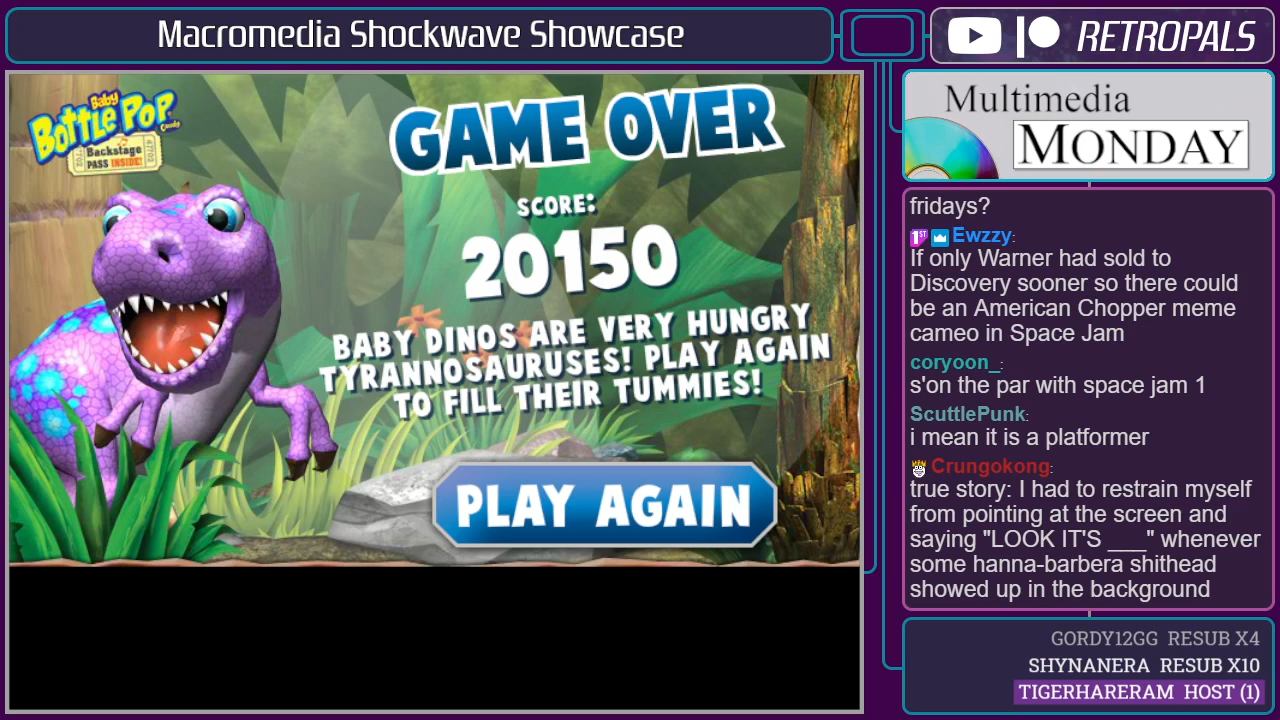 Macromedia Shockwave Showcase
RETROPALS
Baby
BOTTLE POP
Candy
Backstage
PASS INSIDE!
GAME OVER
SCORE:
20150
BABY DINOS ARE VERY HUNGRY
TYRANNOSAURUSES! PLAY AGAIN
TO FILL THEIR TUMMIES!
PLAY AGAIN
Multimedia
MONDAY
fridays?
1ST Ewzzy:
If only Warner had sold to
Discovery sooner so there could
be an American Chopper meme
cameo in Space Jam
coryoon_:
s'on the par with space jam 1
ScuttlePunk:
i mean it is a platformer
Crungokong:
true story: I had to restrain myself
from pointing at the screen and
saying "LOOK IT'S ___" whenever
some hanna-barbera shithead
showed up in the background
GORDY12GG RESUB X4
SHYNANERA RESUB X10
TIGERHARERAM HOST (1)